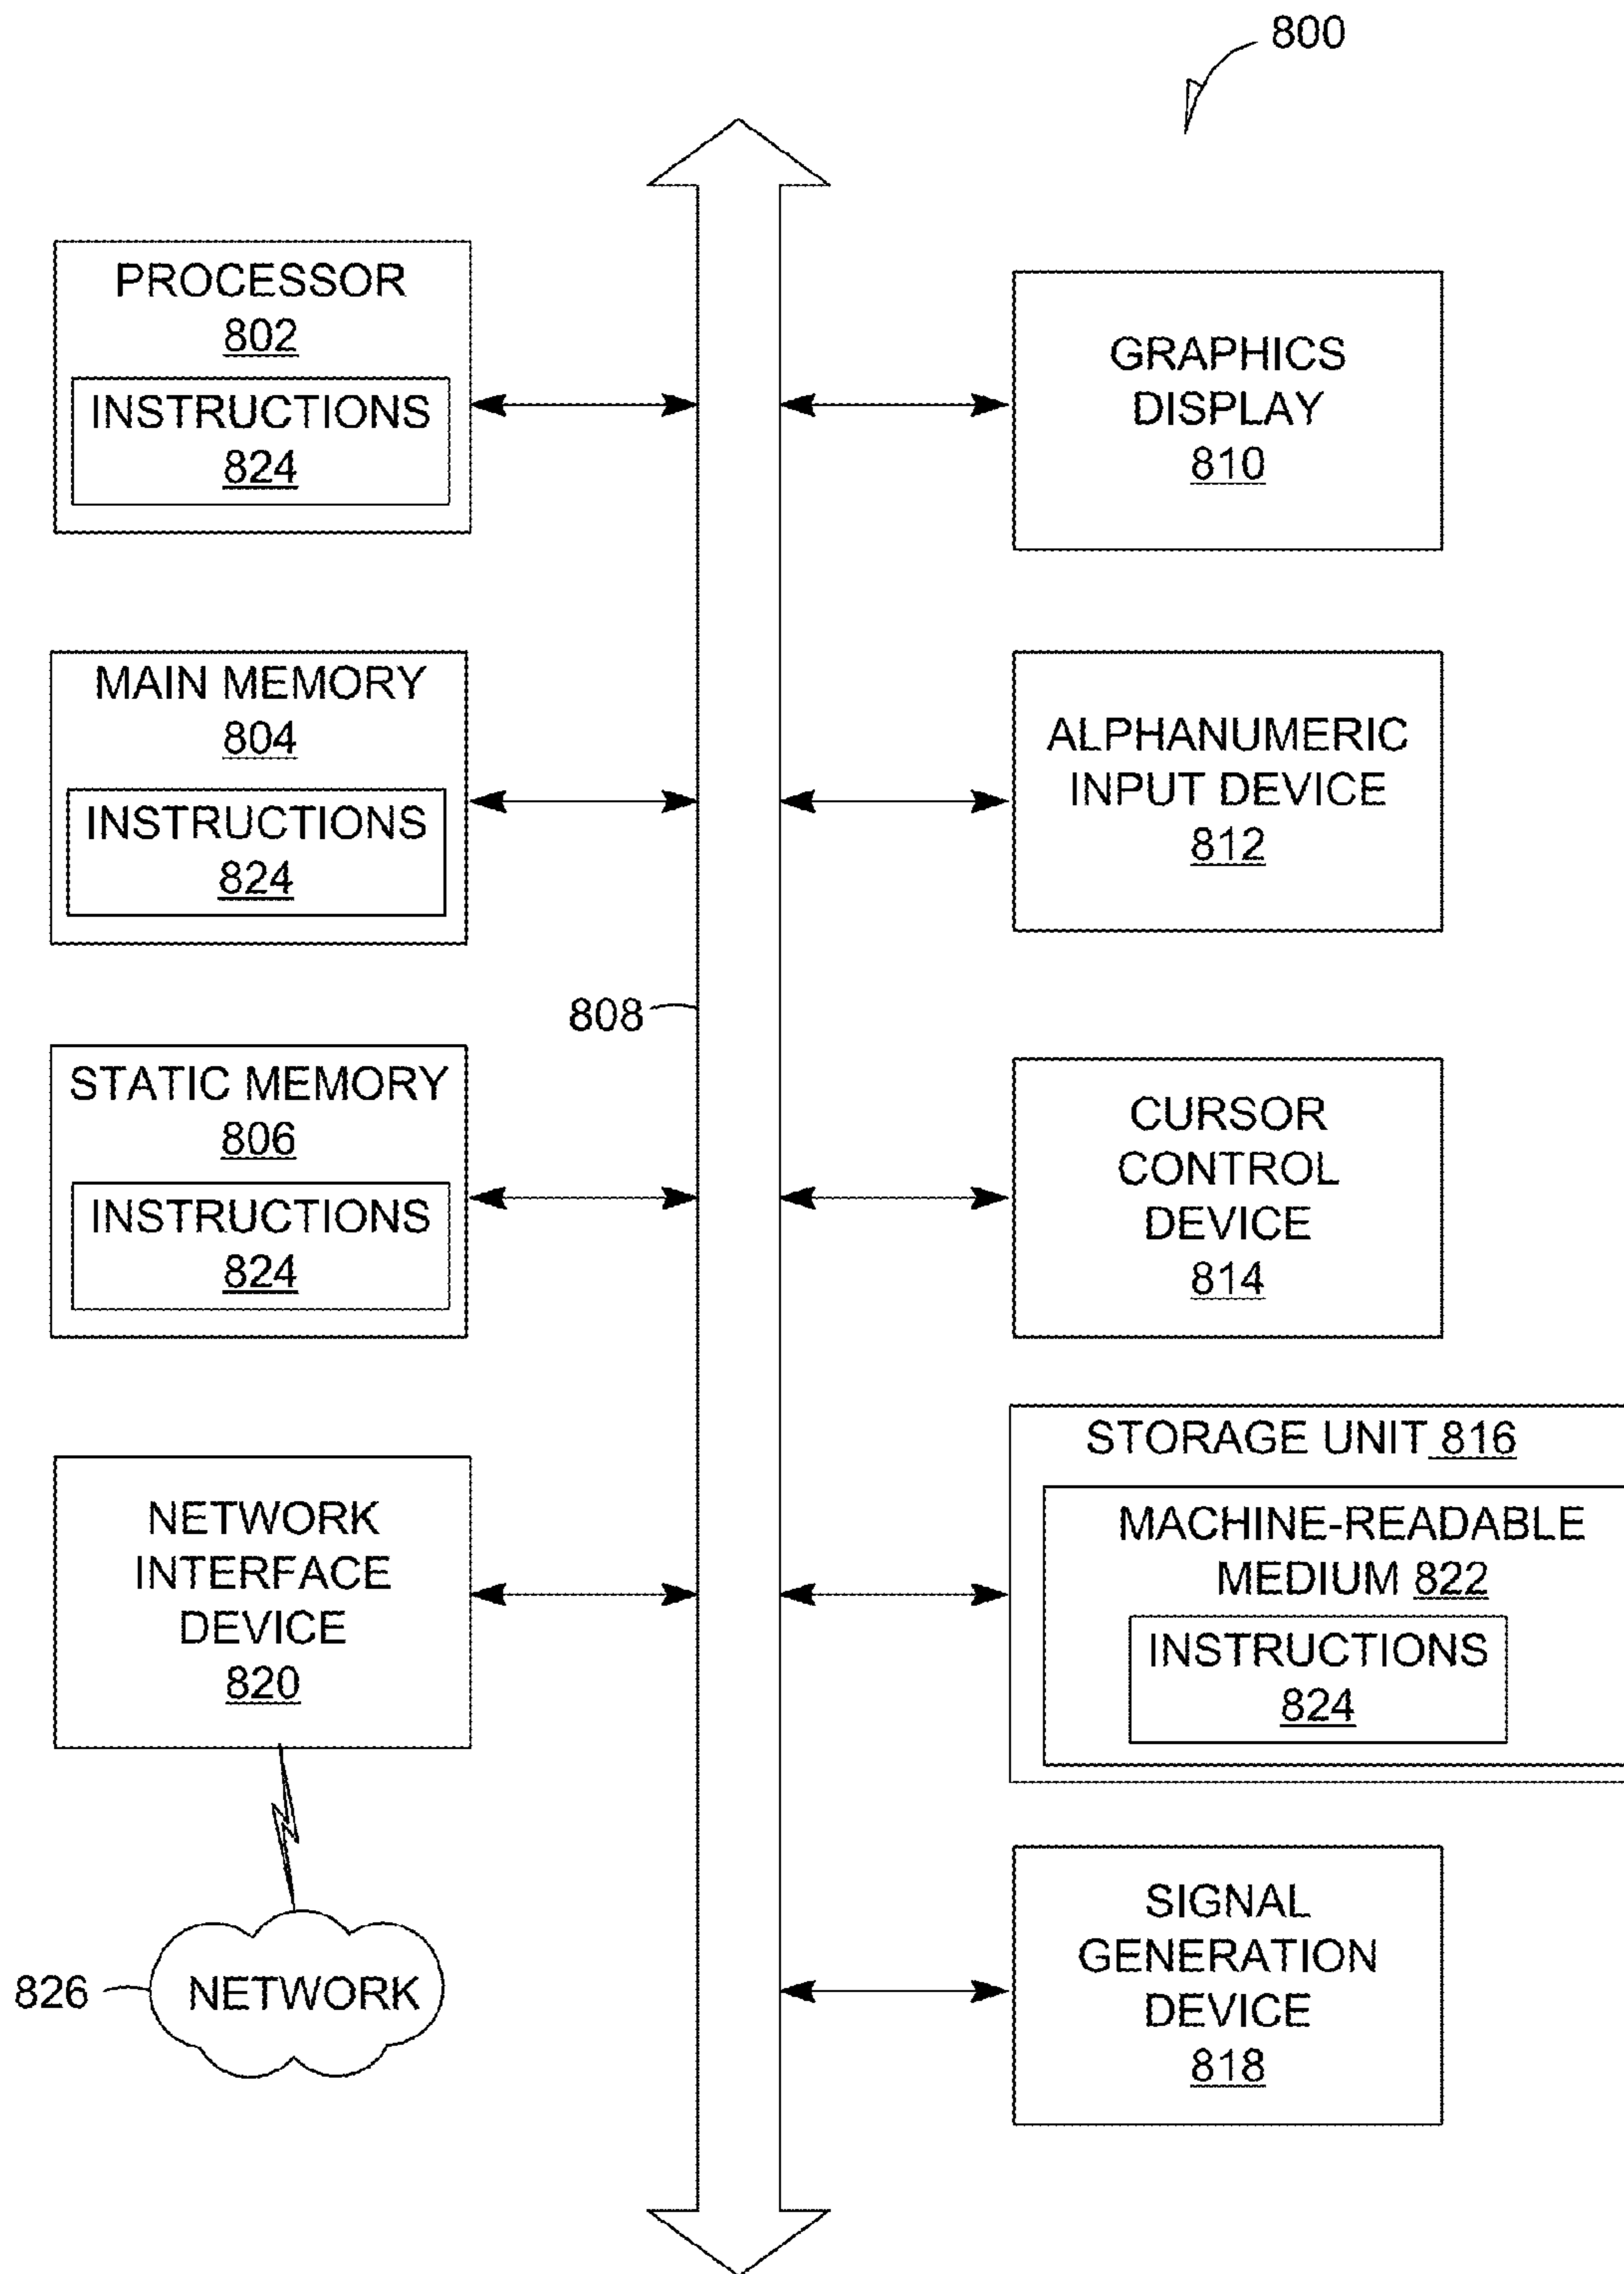 800
PROCESSOR
802
INSTRUCTIONS
824
GRAPHICS
DISPLAY
810
MAIN MEMORY
804
INSTRUCTIONS
824
ALPHANUMERIC
INPUT DEVICE
812
808
STATIC MEMORY
806
INSTRUCTIONS
824
CURSOR
CONTROL
DEVICE
814
NETWORK
INTERFACE
DEVICE
820
STORAGE UNIT 816
MACHINE-READABLE
MEDIUM 822
INSTRUCTIONS
824
826
NETWORK
SIGNAL
GENERATION
DEVICE
818